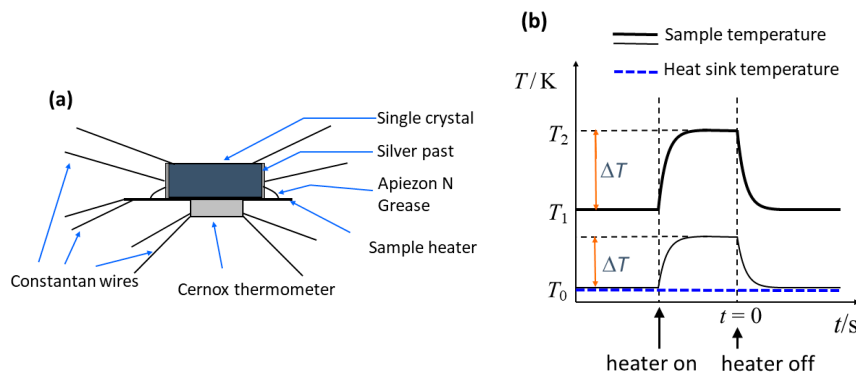 (a)
Single crystal
Silver past
Apiezon N
Grease
Sample heater
Constantan wires
Cernox thermometer
(b)
Sample temperature
Heat sink temperature
T / K
T₂
ΔT
T₁
ΔT
T₀
t = 0
t/s
heater on
heater off